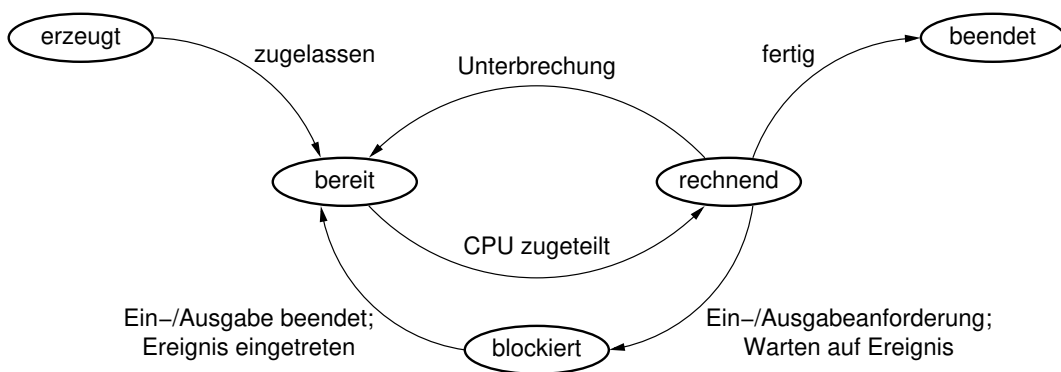 erzeugt
beendet
zugelassen
Unterbrechung
fertig
bereit
rechnend
CPU zugeteilt
Ein−/Ausgabe beendet;
Ereignis eingetreten
blockiert
Ein−/Ausgabeanforderung;
Warten auf Ereignis